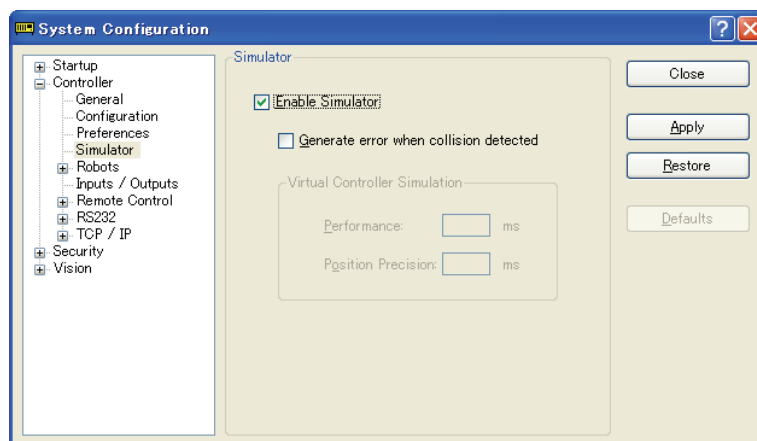 System Configuration
Startup
Controller
General
Configuration
Preferences
Simulator
Robots
Inputs / Outputs
Remote Control
RS232
TCP / IP
Security
Vision
Simulator
Enable Simulator
Generate error when collision detected
Virtual Controller Simulation
Performance: ms
Position Precision: ms
Close
Apply
Restore
Defaults